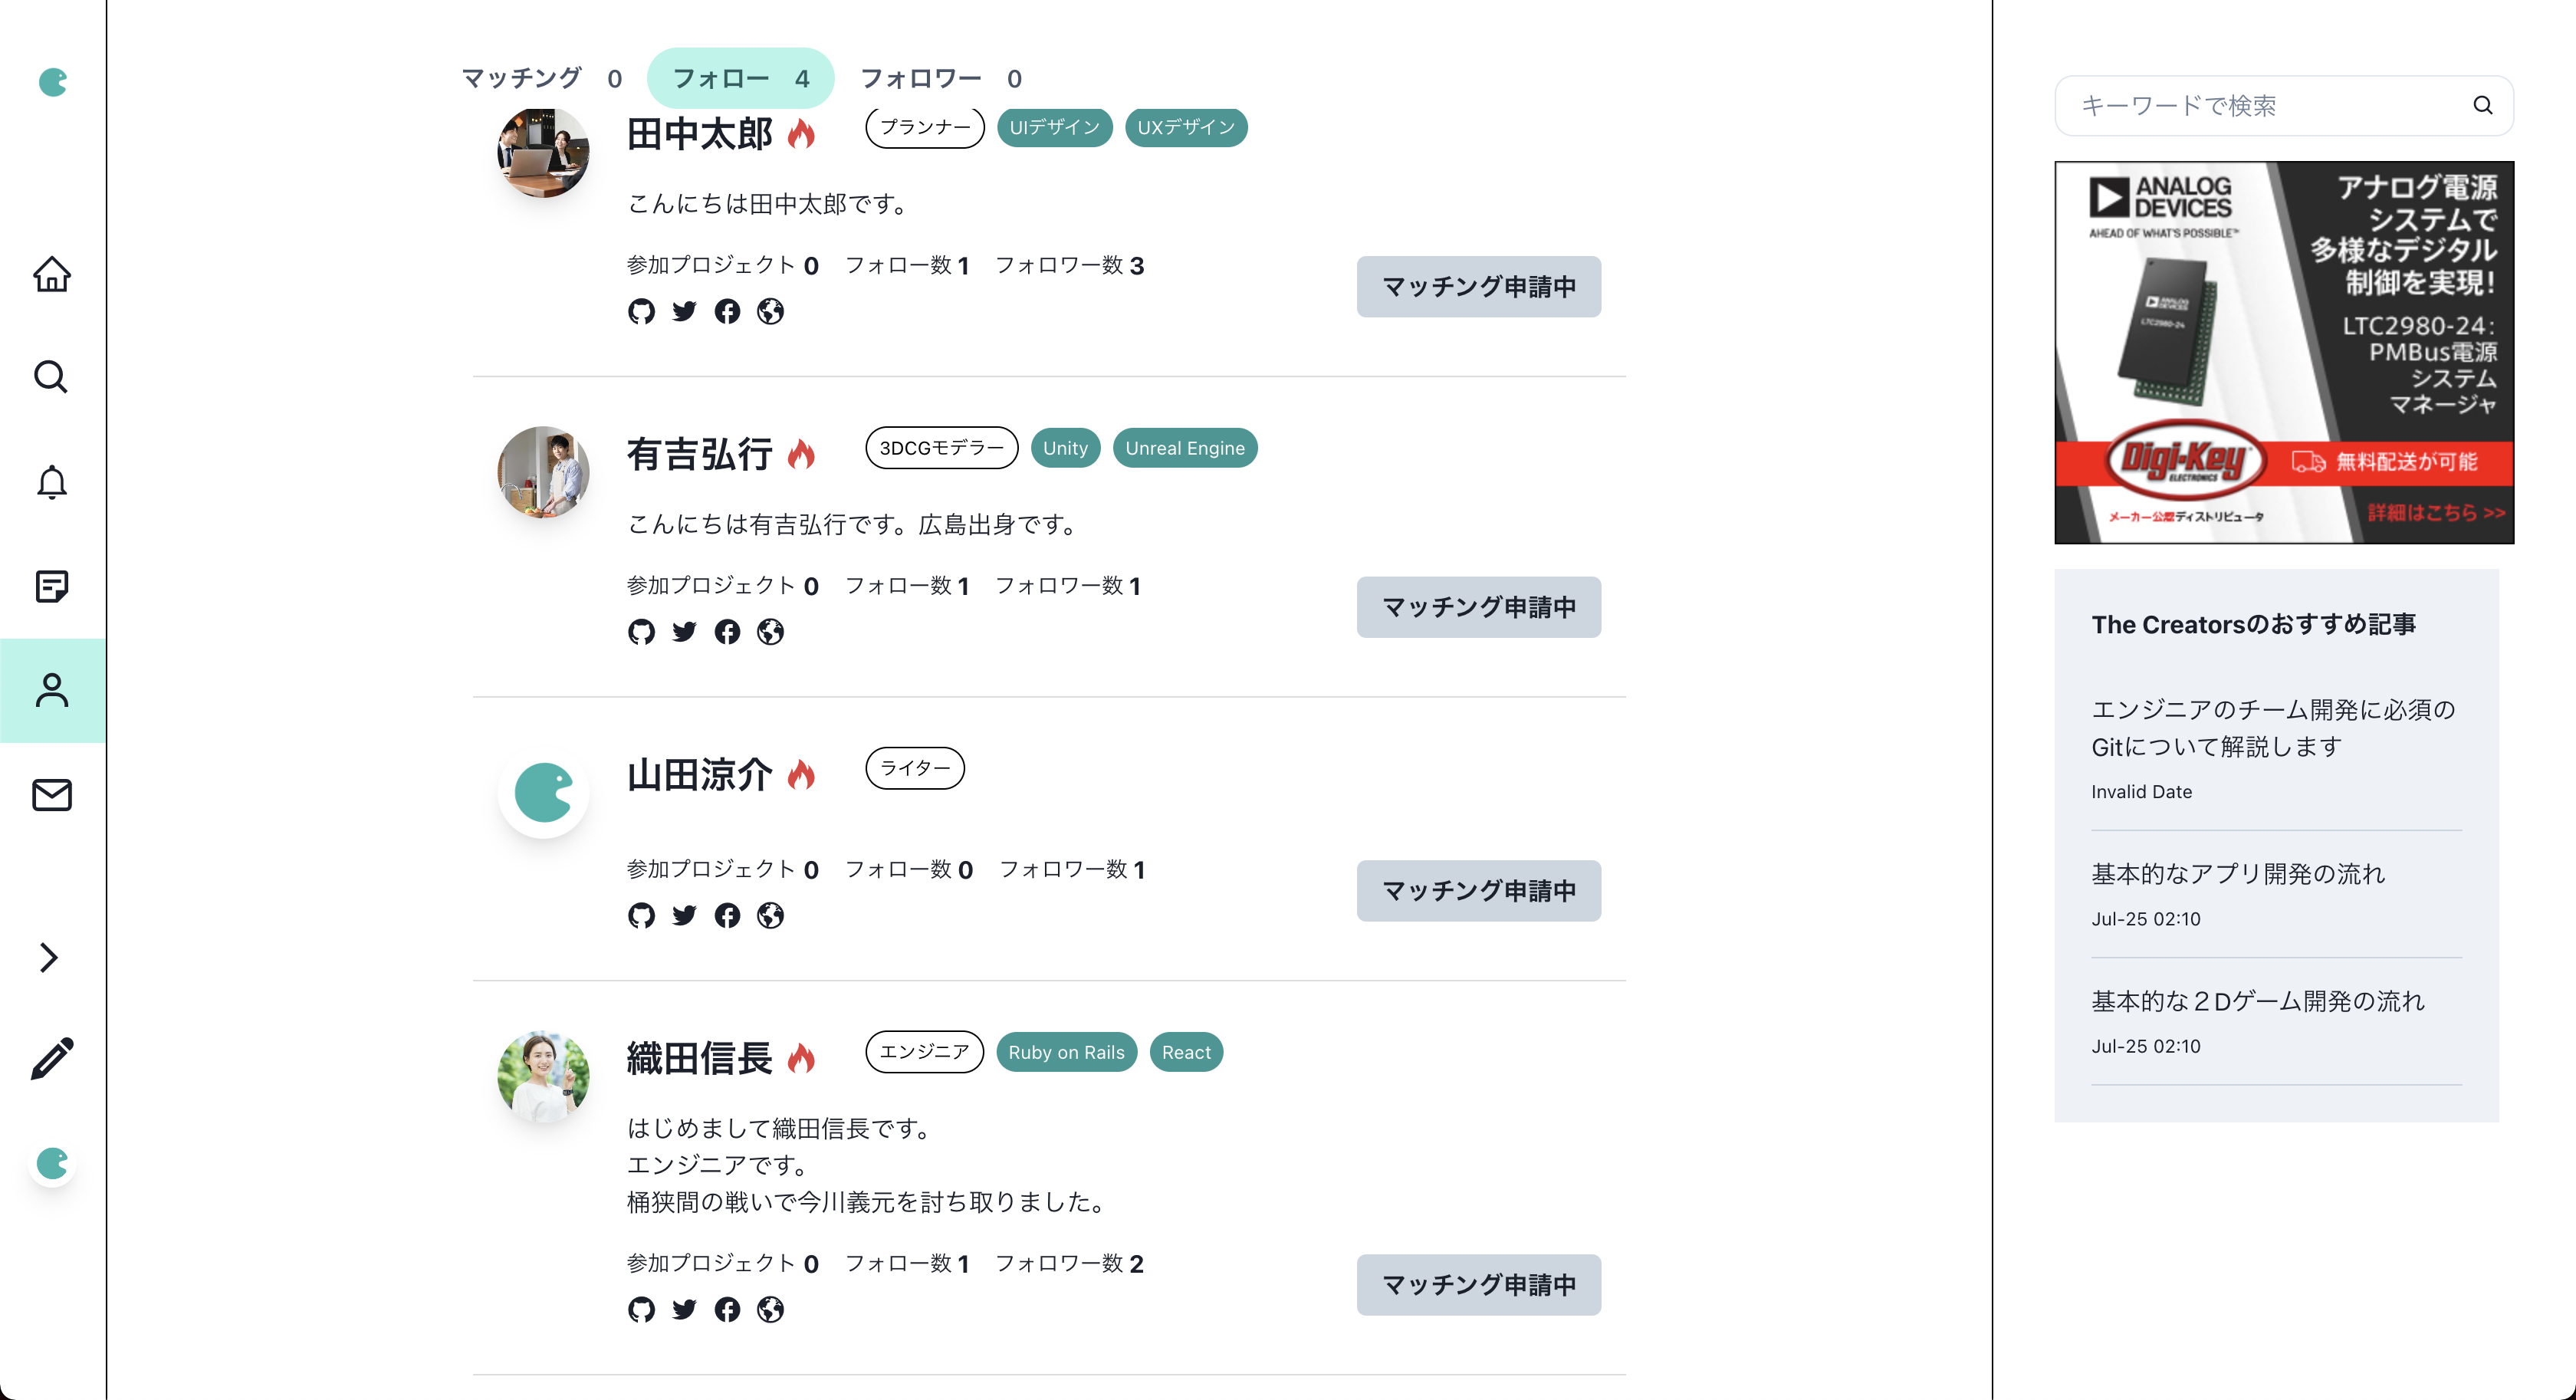 マッチング 0 フォロー 4 フォロワー 0
田中太郎 プランナー UIデザイン UXデザイン
こんにちは田中太郎です。
参加プロジェクト 0 フォロー数 1 フォロワー数 3
マッチング申請中
有吉弘行 3DCGモデラー Unity Unreal Engine
こんにちは有吉弘行です。広島出身です。
参加プロジェクト 0 フォロー数 1 フォロワー数 1
マッチング申請中
山田涼介 ライター
参加プロジェクト 0 フォロー数 0 フォロワー数 1
マッチング申請中
織田信長 エンジニア Ruby on Rails React
はじめまして織田信長です。
エンジニアです。
桶狭間の戦いで今川義元を討ち取りました。
参加プロジェクト 0 フォロー数 1 フォロワー数 2
マッチング申請中
キーワードで検索
ANALOG
DEVICES
AHEAD OF WHAT'S POSSIBLE™
アナログ電源
システムで
多様なデジタル
制御を実現!
ANALOG
DEVICES
LTC2980-24
LTC2980-24:
PMBus電源
システム
マネージャ
Digi-Key
ELECTRONICS
無料配送が可能
メーカー公認ディストリビュータ
詳細はこちら >>
The Creatorsのおすすめ記事
エンジニアのチーム開発に必須の
Gitについて解説します
Invalid Date
基本的なアプリ開発の流れ
Jul-25 02:10
基本的な２Dゲーム開発の流れ
Jul-25 02:10